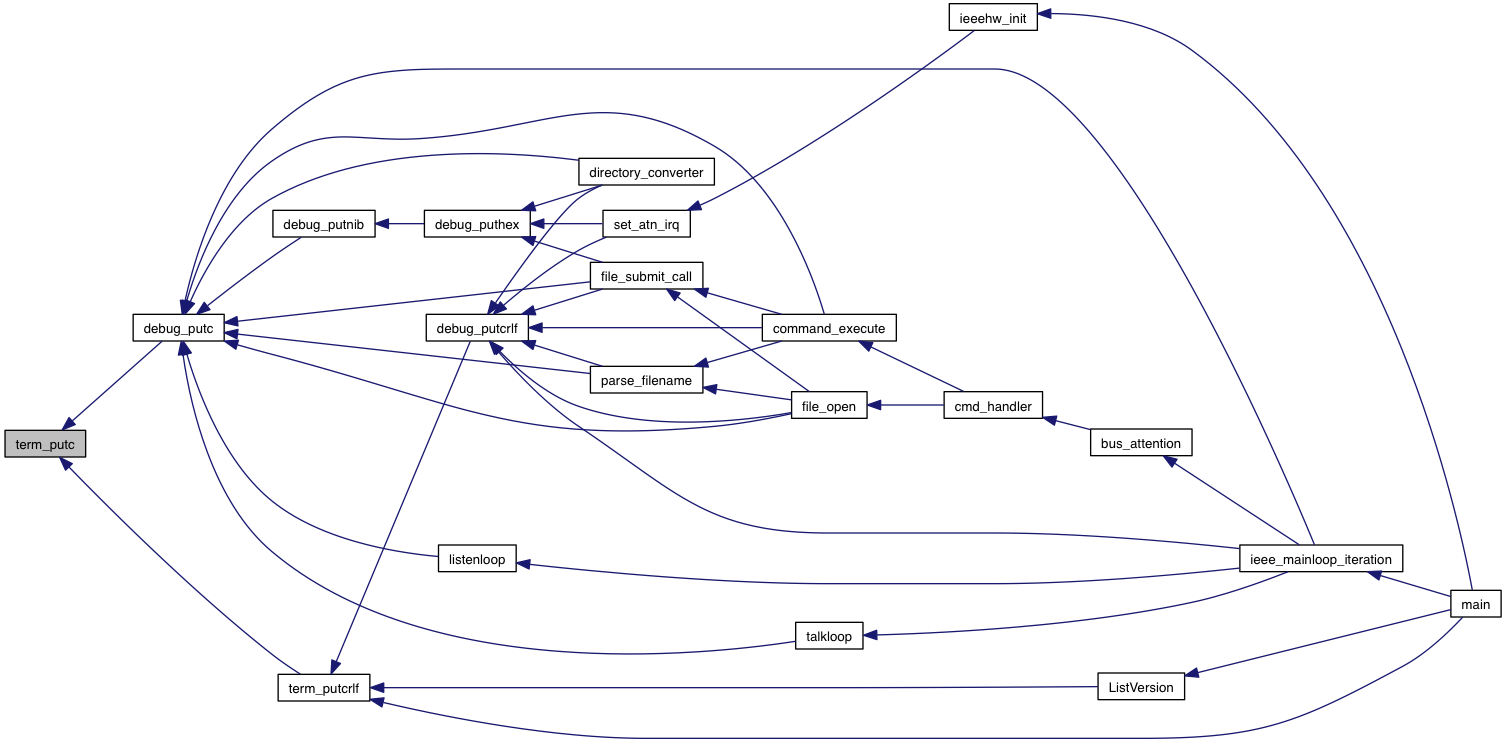 ieeehw_init
directory_converter
debug_putnib
debug_puthex
set_atn_irq
file_submit_call
debug_putc
debug_putcrlf
command_execute
parse_filename
file_open
cmd_handler
term_putc
bus_attention
listenloop
ieee_mainloop_iteration
main
talkloop
term_putcrlf
ListVersion